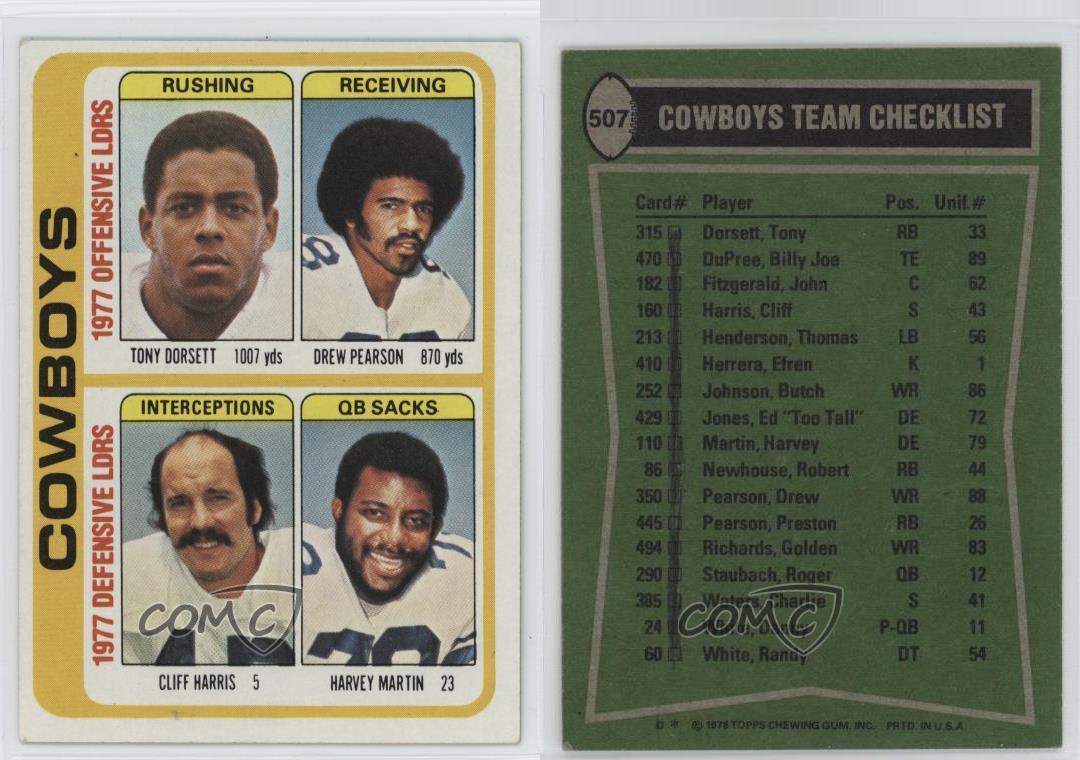 COWBOYS
1977 OFFENSIVE LDRS
RUSHING
RECEIVING
TONY DORSETT 1007 yds
DREW PEARSON 870 yds
1977 DEFENSIVE LDRS
INTERCEPTIONS
QB SACKS
CLIFF HARRIS 5
HARVEY MARTIN 23
COMC
507
COWBOYS TEAM CHECKLIST
Card# Player Pos. Unif.#
315 Dorsett, Tony RB 33
470 DuPree, Billy Joe TE 89
182 Fitzgerald, John C 62
160 Harris, Cliff S 43
213 Henderson, Thomas LB 56
410 Herrera, Efren K 1
252 Johnson, Butch WR 86
429 Jones, Ed "Too Tall" DE 72
110 Martin, Harvey DE 79
86 Newhouse, Robert RB 44
350 Pearson, Drew WR 88
445 Pearson, Preston RB 26
494 Richards, Golden WR 83
290 Staubach, Roger QB 12
385 Waters, Charlie S 41
24 White, Danny P-QB 11
60 White, Randy DT 54
COMC
D * © 1978 TOPPS CHEWING GUM, INC. PRTD. IN U.S.A.